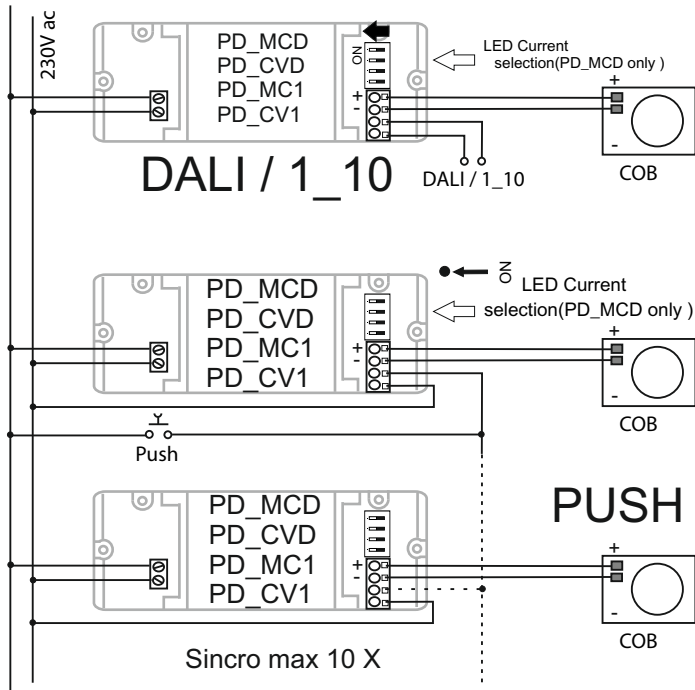 230V ac
PD_MCD
PD_CVD
PD_MC1
PD_CV1
ON
LED Current
selection(PD_MCD only )
+
-
+
-
COB
DALI / 1_10
DALI / 1_10
ON
PD_MCD
PD_CVD
PD_MC1
PD_CV1
LED Current
selection(PD_MCD only )
+
-
+
-
COB
Push
PD_MCD
PD_CVD
PD_MC1
PD_CV1
PUSH
+
-
+
-
COB
Sincro max 10 X